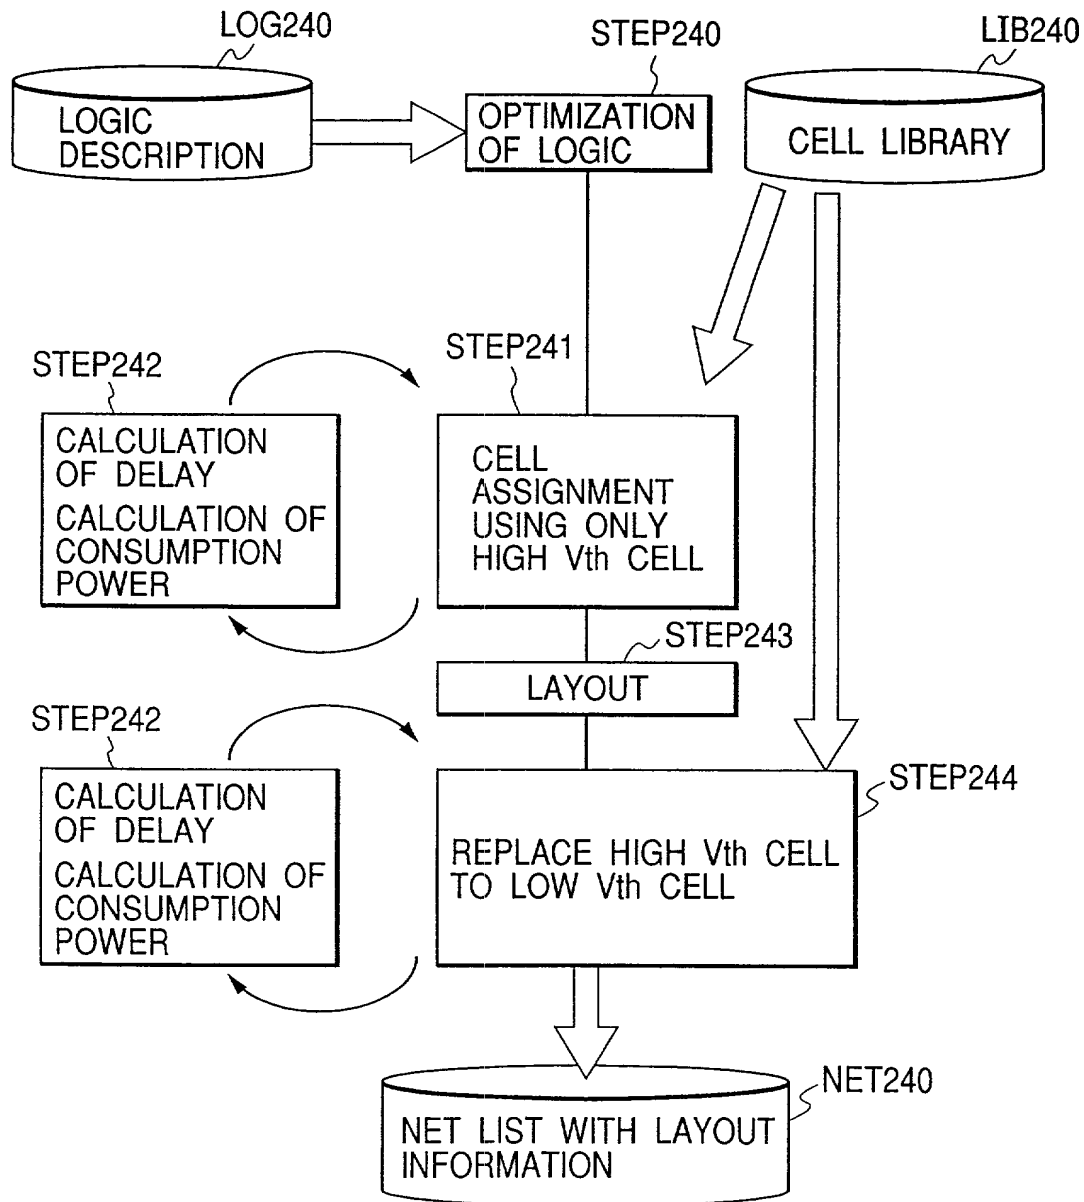 LOG240
STEP240
LIB240
LOGIC
DESCRIPTION
OPTIMIZATION
OF LOGIC
CELL LIBRARY
STEP242
STEP241
CALCULATION
OF DELAY
CALCULATION OF
CONSUMPTION
POWER
CELL
ASSIGNMENT
USING ONLY
HIGH Vth CELL
STEP243
LAYOUT
STEP242
STEP244
CALCULATION
OF DELAY
CALCULATION OF
CONSUMPTION
POWER
REPLACE HIGH Vth CELL
TO LOW Vth CELL
NET240
NET LIST WITH LAYOUT
INFORMATION